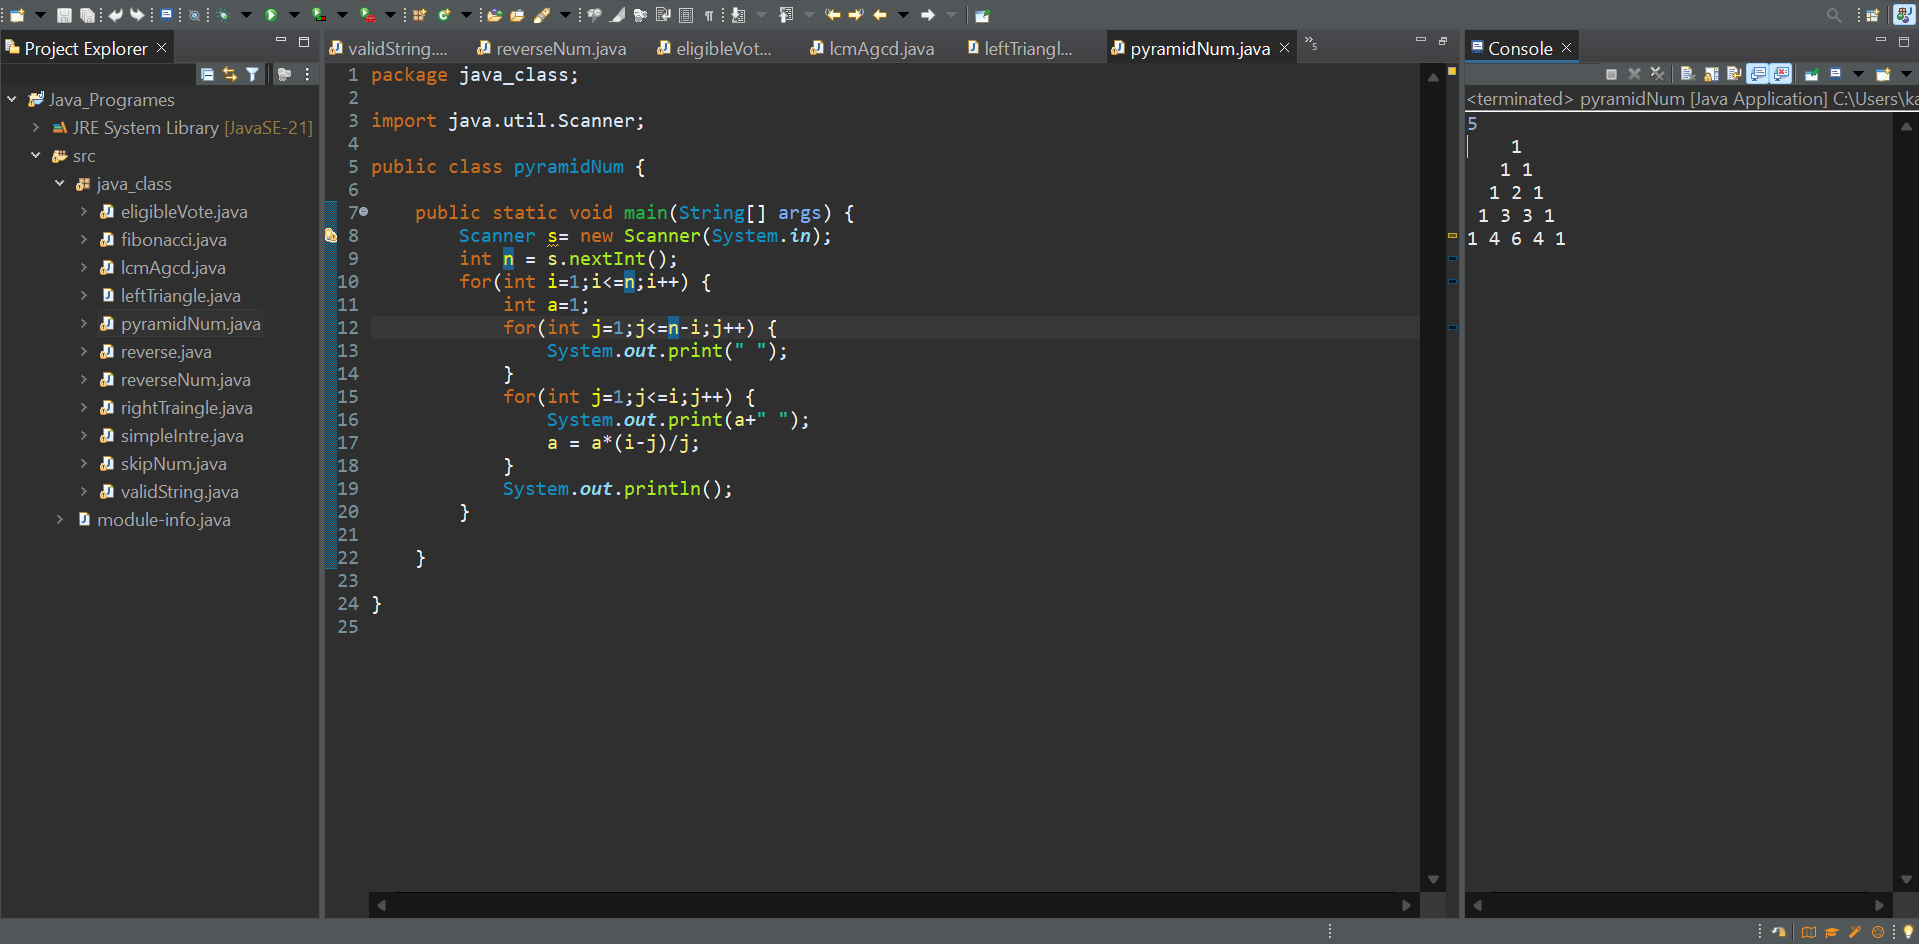 Project Explorer
Java_Programes
JRE System Library [JavaSE-21]
src
java_class
eligibleVote.java
fibonacci.java
lcmAgcd.java
leftTriangle.java
pyramidNum.java
reverse.java
reverseNum.java
rightTraingle.java
simpleIntre.java
skipNum.java
validString.java
module-info.java
validString.... reverseNum.java eligibleVot... lcmAgcd.java leftTriangl... pyramidNum.java »5
1 package java_class;
2
3 import java.util.Scanner;
4
5 public class pyramidNum {
6
7 public static void main(String[] args) {
8 Scanner s= new Scanner(System.in);
9 int n = s.nextInt();
10 for(int i=1;i<=n;i++) {
11 int a=1;
12 for(int j=1;j<=n-i;j++) {
13 System.out.print(" ");
14 }
15 for(int j=1;j<=i;j++) {
16 System.out.print(a+" ");
17 a = a*(i-j)/j;
18 }
19 System.out.println();
20 }
21
22 }
23
24 }
25
Console
<terminated> pyramidNum [Java Application] C:\Users\ka
5
1
1 1
1 2 1
1 3 3 1
1 4 6 4 1